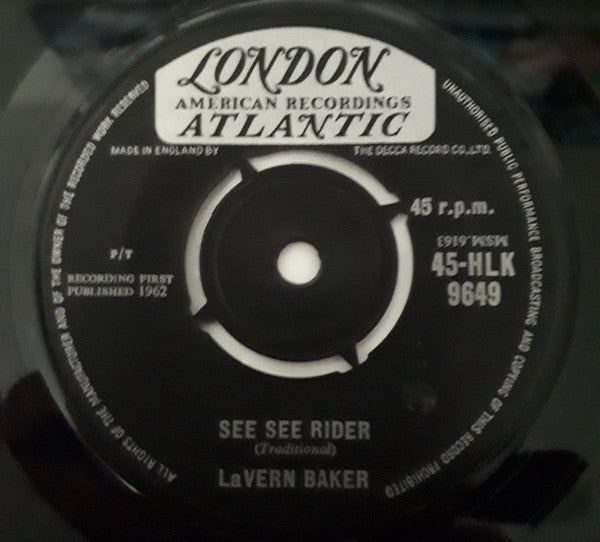 LONDON
AMERICAN RECORDINGS
ATLANTIC
MADE IN ENGLAND BY
THE DECCA RECORD CO., LTD.
ALL RIGHTS OF THE MANUFACTURER AND OF THE OWNER OF THE RECORDED WORK RESERVED
UNAUTHORISED PUBLIC PERFORMANCE BROADCASTING AND COPYING OF THIS RECORD PROHIBITED
45 r.p.m.
P/T
MSM.6163
RECORDING FIRST
PUBLISHED 1962
45-HLK
9649
SEE SEE RIDER
(Traditional)
LaVERN BAKER